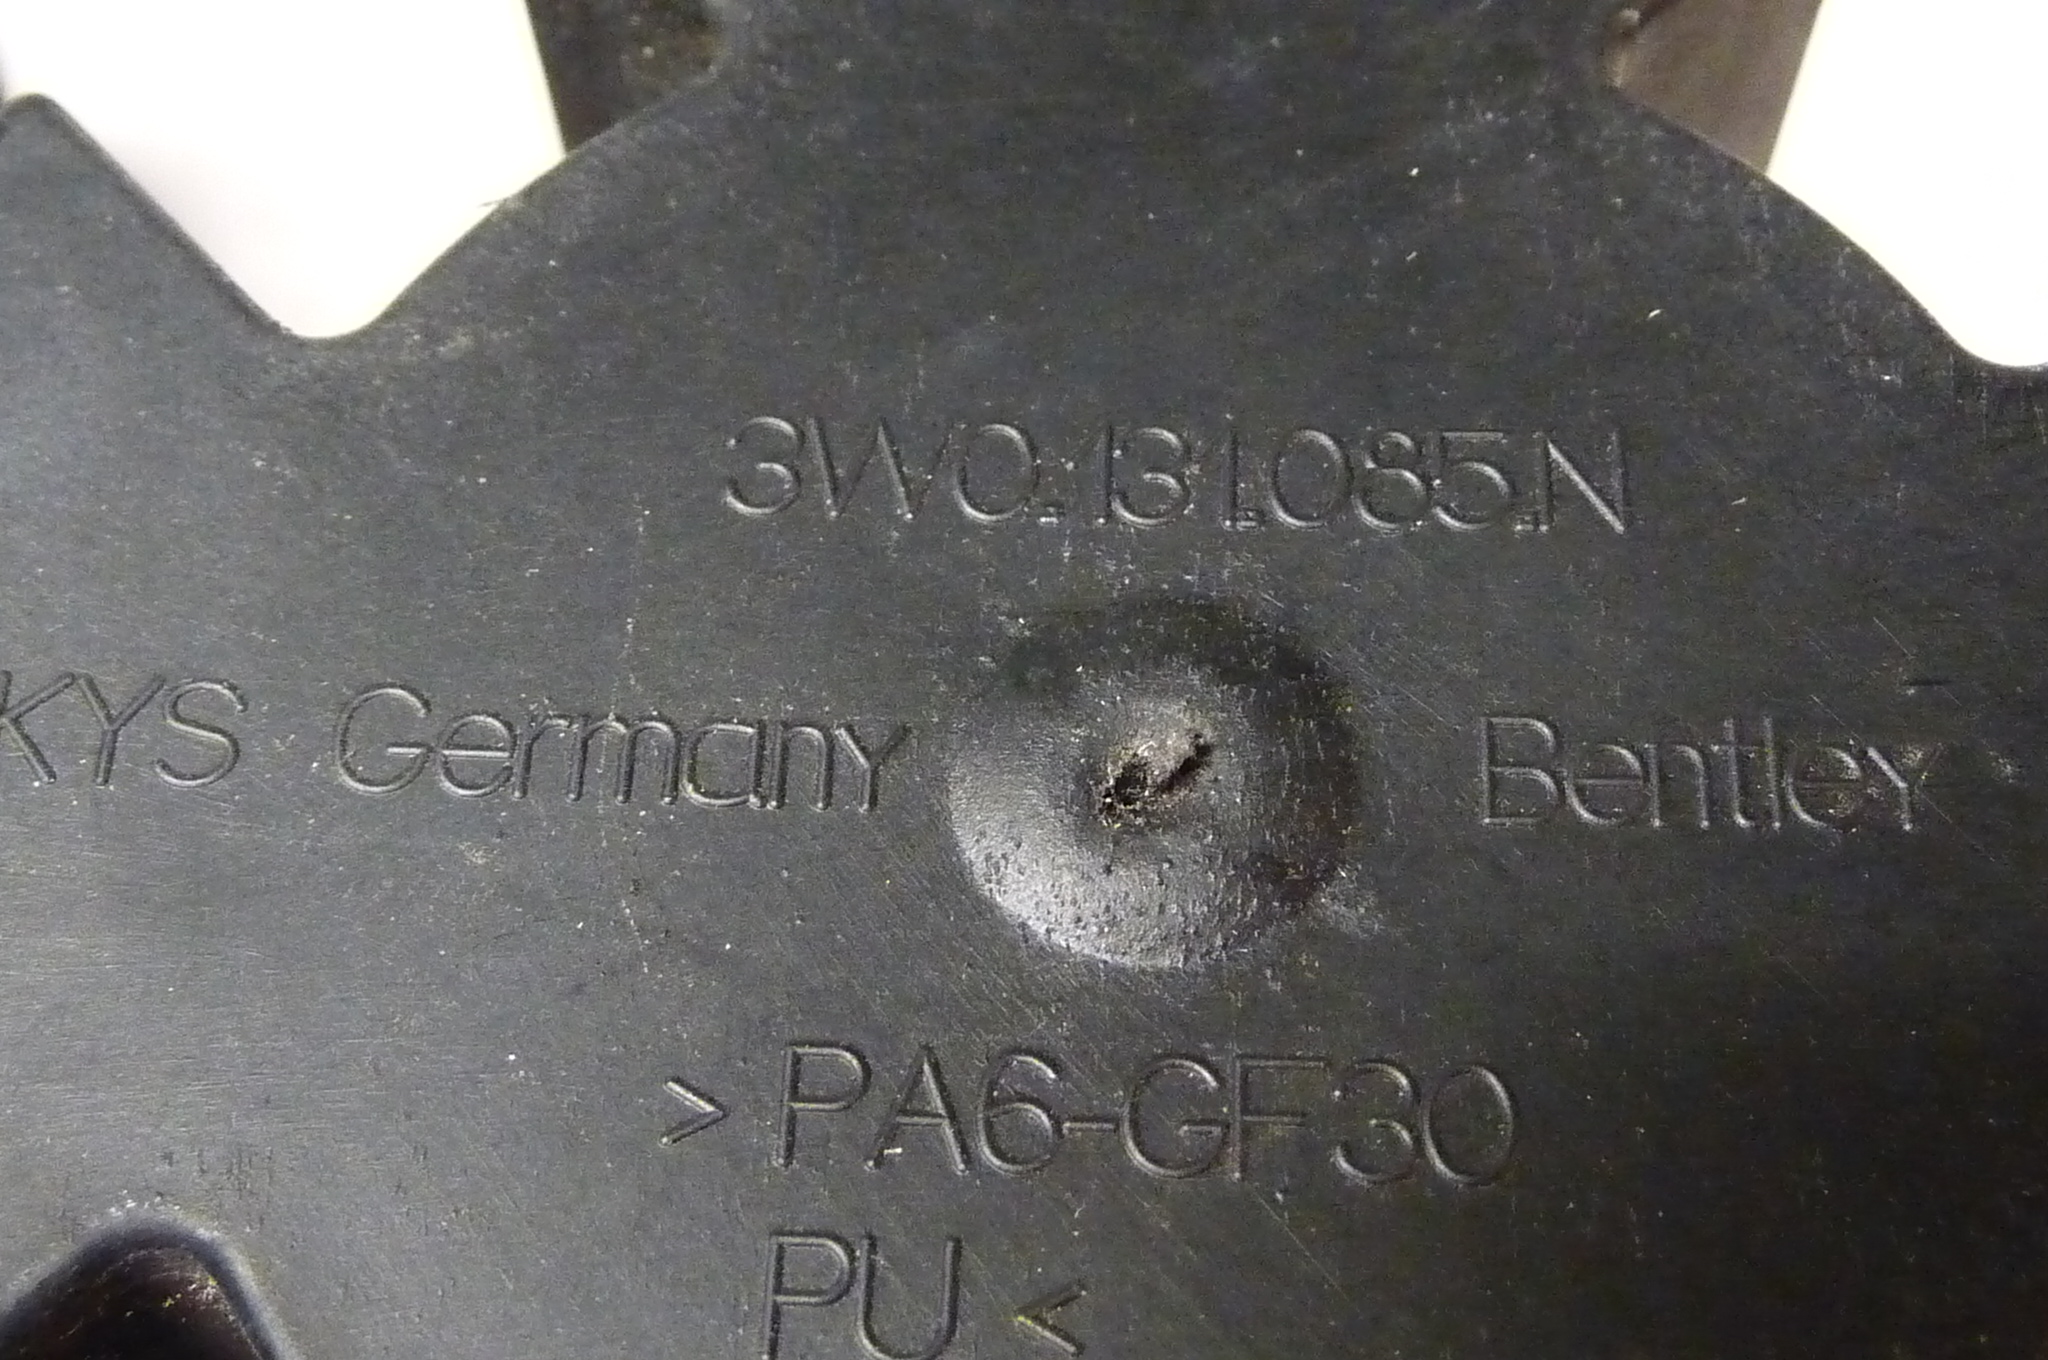 3W0.131.085.N
KYS Germany Bentley
>PA6-GF30
PU<